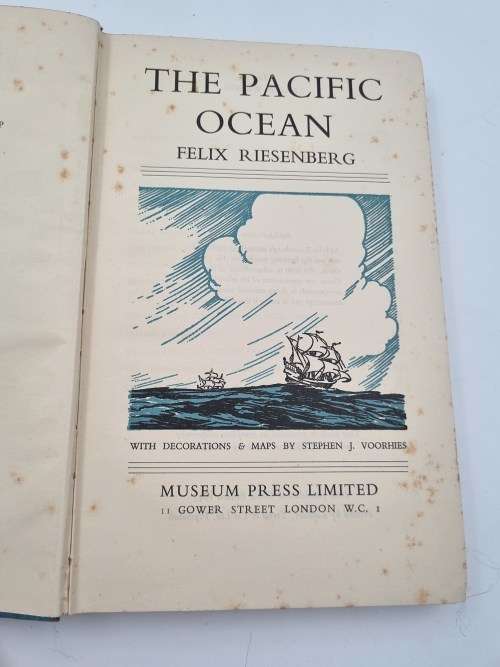 THE PACIFIC
OCEAN
FELIX RIESENBERG
WITH DECORATIONS & MAPS BY STEPHEN J. VOORHIES
MUSEUM PRESS LIMITED
11 GOWER STREET LONDON W.C. 1